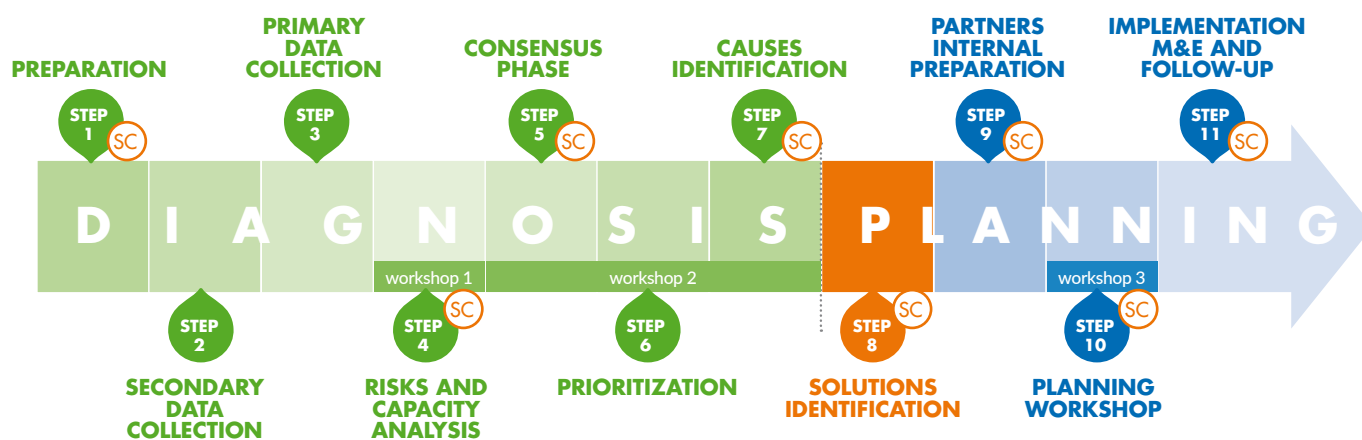 PREPARATION
PRIMARY
DATA
COLLECTION
CONSENSUS
PHASE
CAUSES
IDENTIFICATION
PARTNERS
INTERNAL
PREPARATION
IMPLEMENTATION
M&E AND
FOLLOW-UP
STEP
1
SC
STEP
3
STEP
5
SC
STEP
7
SC
STEP
9
SC
STEP
11
SC
DIAGNOSIS PLANNING
workshop 1
workshop 2
workshop 3
STEP
2
STEP
4
SC
STEP
6
STEP
8
SC
STEP
10
SC
SECONDARY
DATA
COLLECTION
RISKS AND
CAPACITY
ANALYSIS
PRIORITIZATION
SOLUTIONS
IDENTIFICATION
PLANNING
WORKSHOP